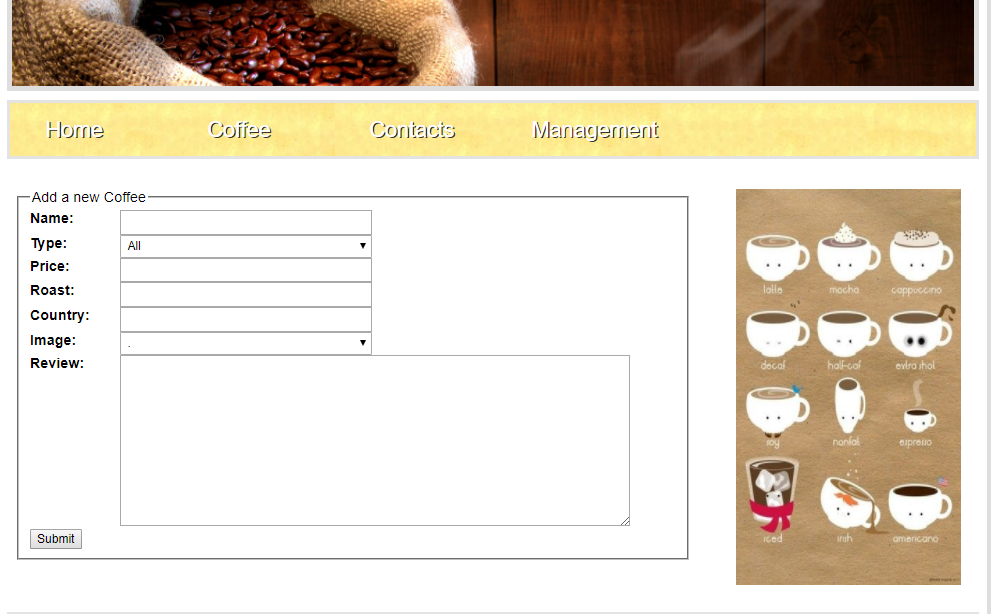 Home Coffee Contacts Management
Add a new Coffee
Name:
Type: All
Price:
Roast:
Country:
Image: .
Review:
Submit
latte mocha cappuccino
decaf half-caf extra shot
soy nonfat espresso
iced irish americano